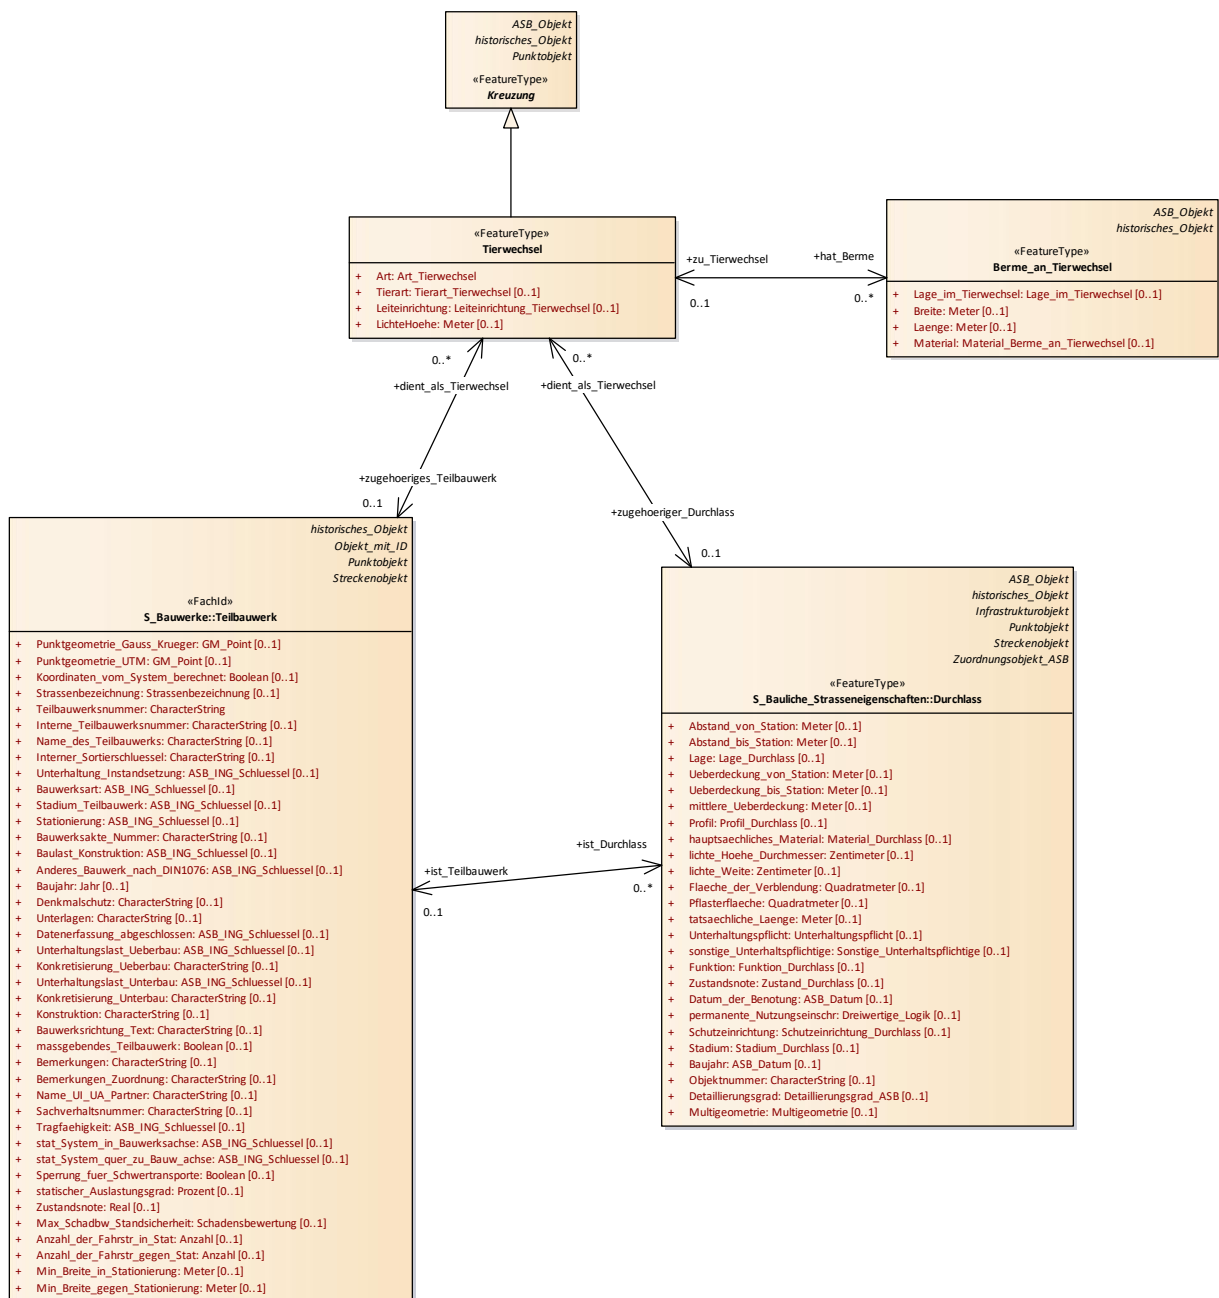 ASB_Objekt
historisches_Objekt
Punktobjekt
«FeatureType»
Kreuzung
«FeatureType»
Tierwechsel
+ Art: Art_Tierwechsel
+ Tierart: Tierart_Tierwechsel [0..1]
+ Leiteinrichtung: Leiteinrichtung_Tierwechsel [0..1]
+ LichteHoehe: Meter [0..1]
+zu_Tierwechsel
0..1
+hat_Berme
0..*
ASB_Objekt
historisches_Objekt
«FeatureType»
Berme_an_Tierwechsel
+ Lage_im_Tierwechsel: Lage_im_Tierwechsel [0..1]
+ Breite: Meter [0..1]
+ Laenge: Meter [0..1]
+ Material: Material_Berme_an_Tierwechsel [0..1]
0..*
+dient_als_Tierwechsel
+zugehoeriges_Teilbauwerk
0..1
0..*
+dient_als_Tierwechsel
+zugehoeriger_Durchlass
0..1
historisches_Objekt
Objekt_mit_ID
Punktobjekt
Streckenobjekt
«FachId»
S_Bauwerke::Teilbauwerk
+ Punktgeometrie_Gauss_Krueger: GM_Point [0..1]
+ Punktgeometrie_UTM: GM_Point [0..1]
+ Koordinaten_vom_System_berechnet: Boolean [0..1]
+ Strassenbezeichnung: Strassenbezeichnung [0..1]
+ Teilbauwerksnummer: CharacterString
+ Interne_Teilbauwerksnummer: CharacterString [0..1]
+ Name_des_Teilbauwerks: CharacterString [0..1]
+ Interner_Sortierschluessel: CharacterString [0..1]
+ Unterhaltung_Instandsetzung: ASB_ING_Schluessel [0..1]
+ Bauwerksart: ASB_ING_Schluessel [0..1]
+ Stadium_Teilbauwerk: ASB_ING_Schluessel [0..1]
+ Stationierung: ASB_ING_Schluessel [0..1]
+ Bauwerksakte_Nummer: CharacterString [0..1]
+ Baulast_Konstruktion: ASB_ING_Schluessel [0..1]
+ Anderes_Bauwerk_nach_DIN1076: ASB_ING_Schluessel [0..1]
+ Baujahr: Jahr [0..1]
+ Denkmalschutz: CharacterString [0..1]
+ Unterlagen: CharacterString [0..1]
+ Datenerfassung_abgeschlossen: ASB_ING_Schluessel [0..1]
+ Unterhaltungslast_Ueberbau: ASB_ING_Schluessel [0..1]
+ Konkretisierung_Ueberbau: CharacterString [0..1]
+ Unterhaltungslast_Unterbau: ASB_ING_Schluessel [0..1]
+ Konkretisierung_Unterbau: CharacterString [0..1]
+ Konstruktion: CharacterString [0..1]
+ Bauwerksrichtung_Text: CharacterString [0..1]
+ massgebendes_Teilbauwerk: Boolean [0..1]
+ Bemerkungen: CharacterString [0..1]
+ Bemerkungen_Zuordnung: CharacterString [0..1]
+ Name_UI_UA_Partner: CharacterString [0..1]
+ Sachverhaltsnummer: CharacterString [0..1]
+ Tragfaehigkeit: ASB_ING_Schluessel [0..1]
+ stat_System_in_Bauwerksachse: ASB_ING_Schluessel [0..1]
+ stat_System_quer_zu_Bauw_achse: ASB_ING_Schluessel [0..1]
+ Sperrung_fuer_Schwertransporte: Boolean [0..1]
+ statischer_Auslastungsgrad: Prozent [0..1]
+ Zustandsnote: Real [0..1]
+ Max_Schadbw_Standsicherheit: Schadensbewertung [0..1]
+ Anzahl_der_Fahrstr_in_Stat: Anzahl [0..1]
+ Anzahl_der_Fahrstr_gegen_Stat: Anzahl [0..1]
+ Min_Breite_in_Stationierung: Meter [0..1]
+ Min_Breite_gegen_Stationierung: Meter [0..1]
+ist_Teilbauwerk
0..1
+ist_Durchlass
0..*
ASB_Objekt
historisches_Objekt
Infrastrukturobjekt
Punktobjekt
Streckenobjekt
Zuordnungsobjekt_ASB
«FeatureType»
S_Bauliche_Strasseneigenschaften::Durchlass
+ Abstand_von_Station: Meter [0..1]
+ Abstand_bis_Station: Meter [0..1]
+ Lage: Lage_Durchlass [0..1]
+ Ueberdeckung_von_Station: Meter [0..1]
+ Ueberdeckung_bis_Station: Meter [0..1]
+ mittlere_Ueberdeckung: Meter [0..1]
+ Profil: Profil_Durchlass [0..1]
+ hauptsaechliches_Material: Material_Durchlass [0..1]
+ lichte_Hoehe_Durchmesser: Zentimeter [0..1]
+ lichte_Weite: Zentimeter [0..1]
+ Flaeche_der_Verblendung: Quadratmeter [0..1]
+ Pflasterflaeche: Quadratmeter [0..1]
+ tatsaechliche_Laenge: Meter [0..1]
+ Unterhaltungspflicht: Unterhaltungspflicht [0..1]
+ sonstige_Unterhaltspflichtige: Sonstige_Unterhaltspflichtige [0..1]
+ Funktion: Funktion_Durchlass [0..1]
+ Zustandsnote: Zustand_Durchlass [0..1]
+ Datum_der_Benotung: ASB_Datum [0..1]
+ permanente_Nutzungseinschr: Dreiwertige_Logik [0..1]
+ Schutzeinrichtung: Schutzeinrichtung_Durchlass [0..1]
+ Stadium: Stadium_Durchlass [0..1]
+ Baujahr: ASB_Datum [0..1]
+ Objektnummer: CharacterString [0..1]
+ Detaillierungsgrad: Detaillierungsgrad_ASB [0..1]
+ Multigeometrie: Multigeometrie [0..1]